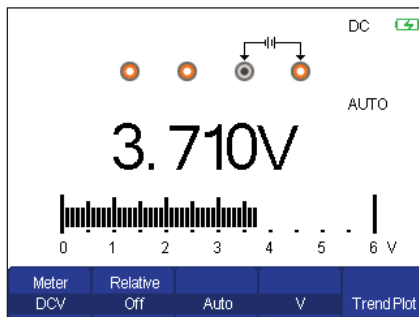 DC
AUTO
3.710V
0 1 2 3 4 5 6 V
Meter Relative
DCV Off Auto V Trend Plot